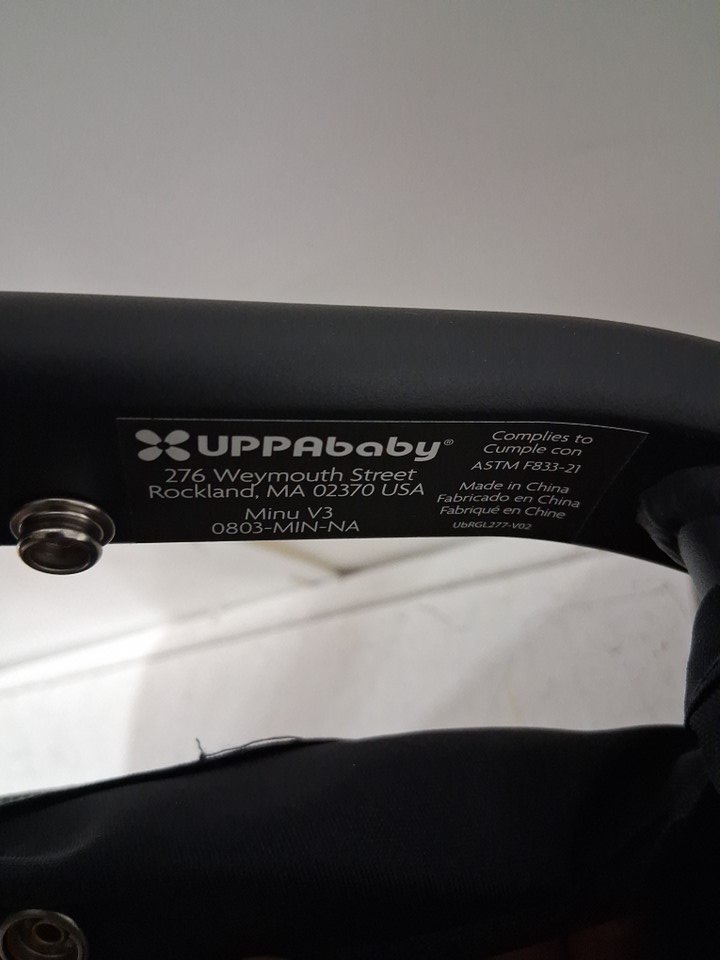 UPPAbaby®
276 Weymouth Street
Rockland, MA 02370 USA
Minu V3
0803-MIN-NA
Complies to
Cumple con
ASTM F833-21
Made in China
Fabricado en China
Fabriqué en Chine
UbRGL277-V02